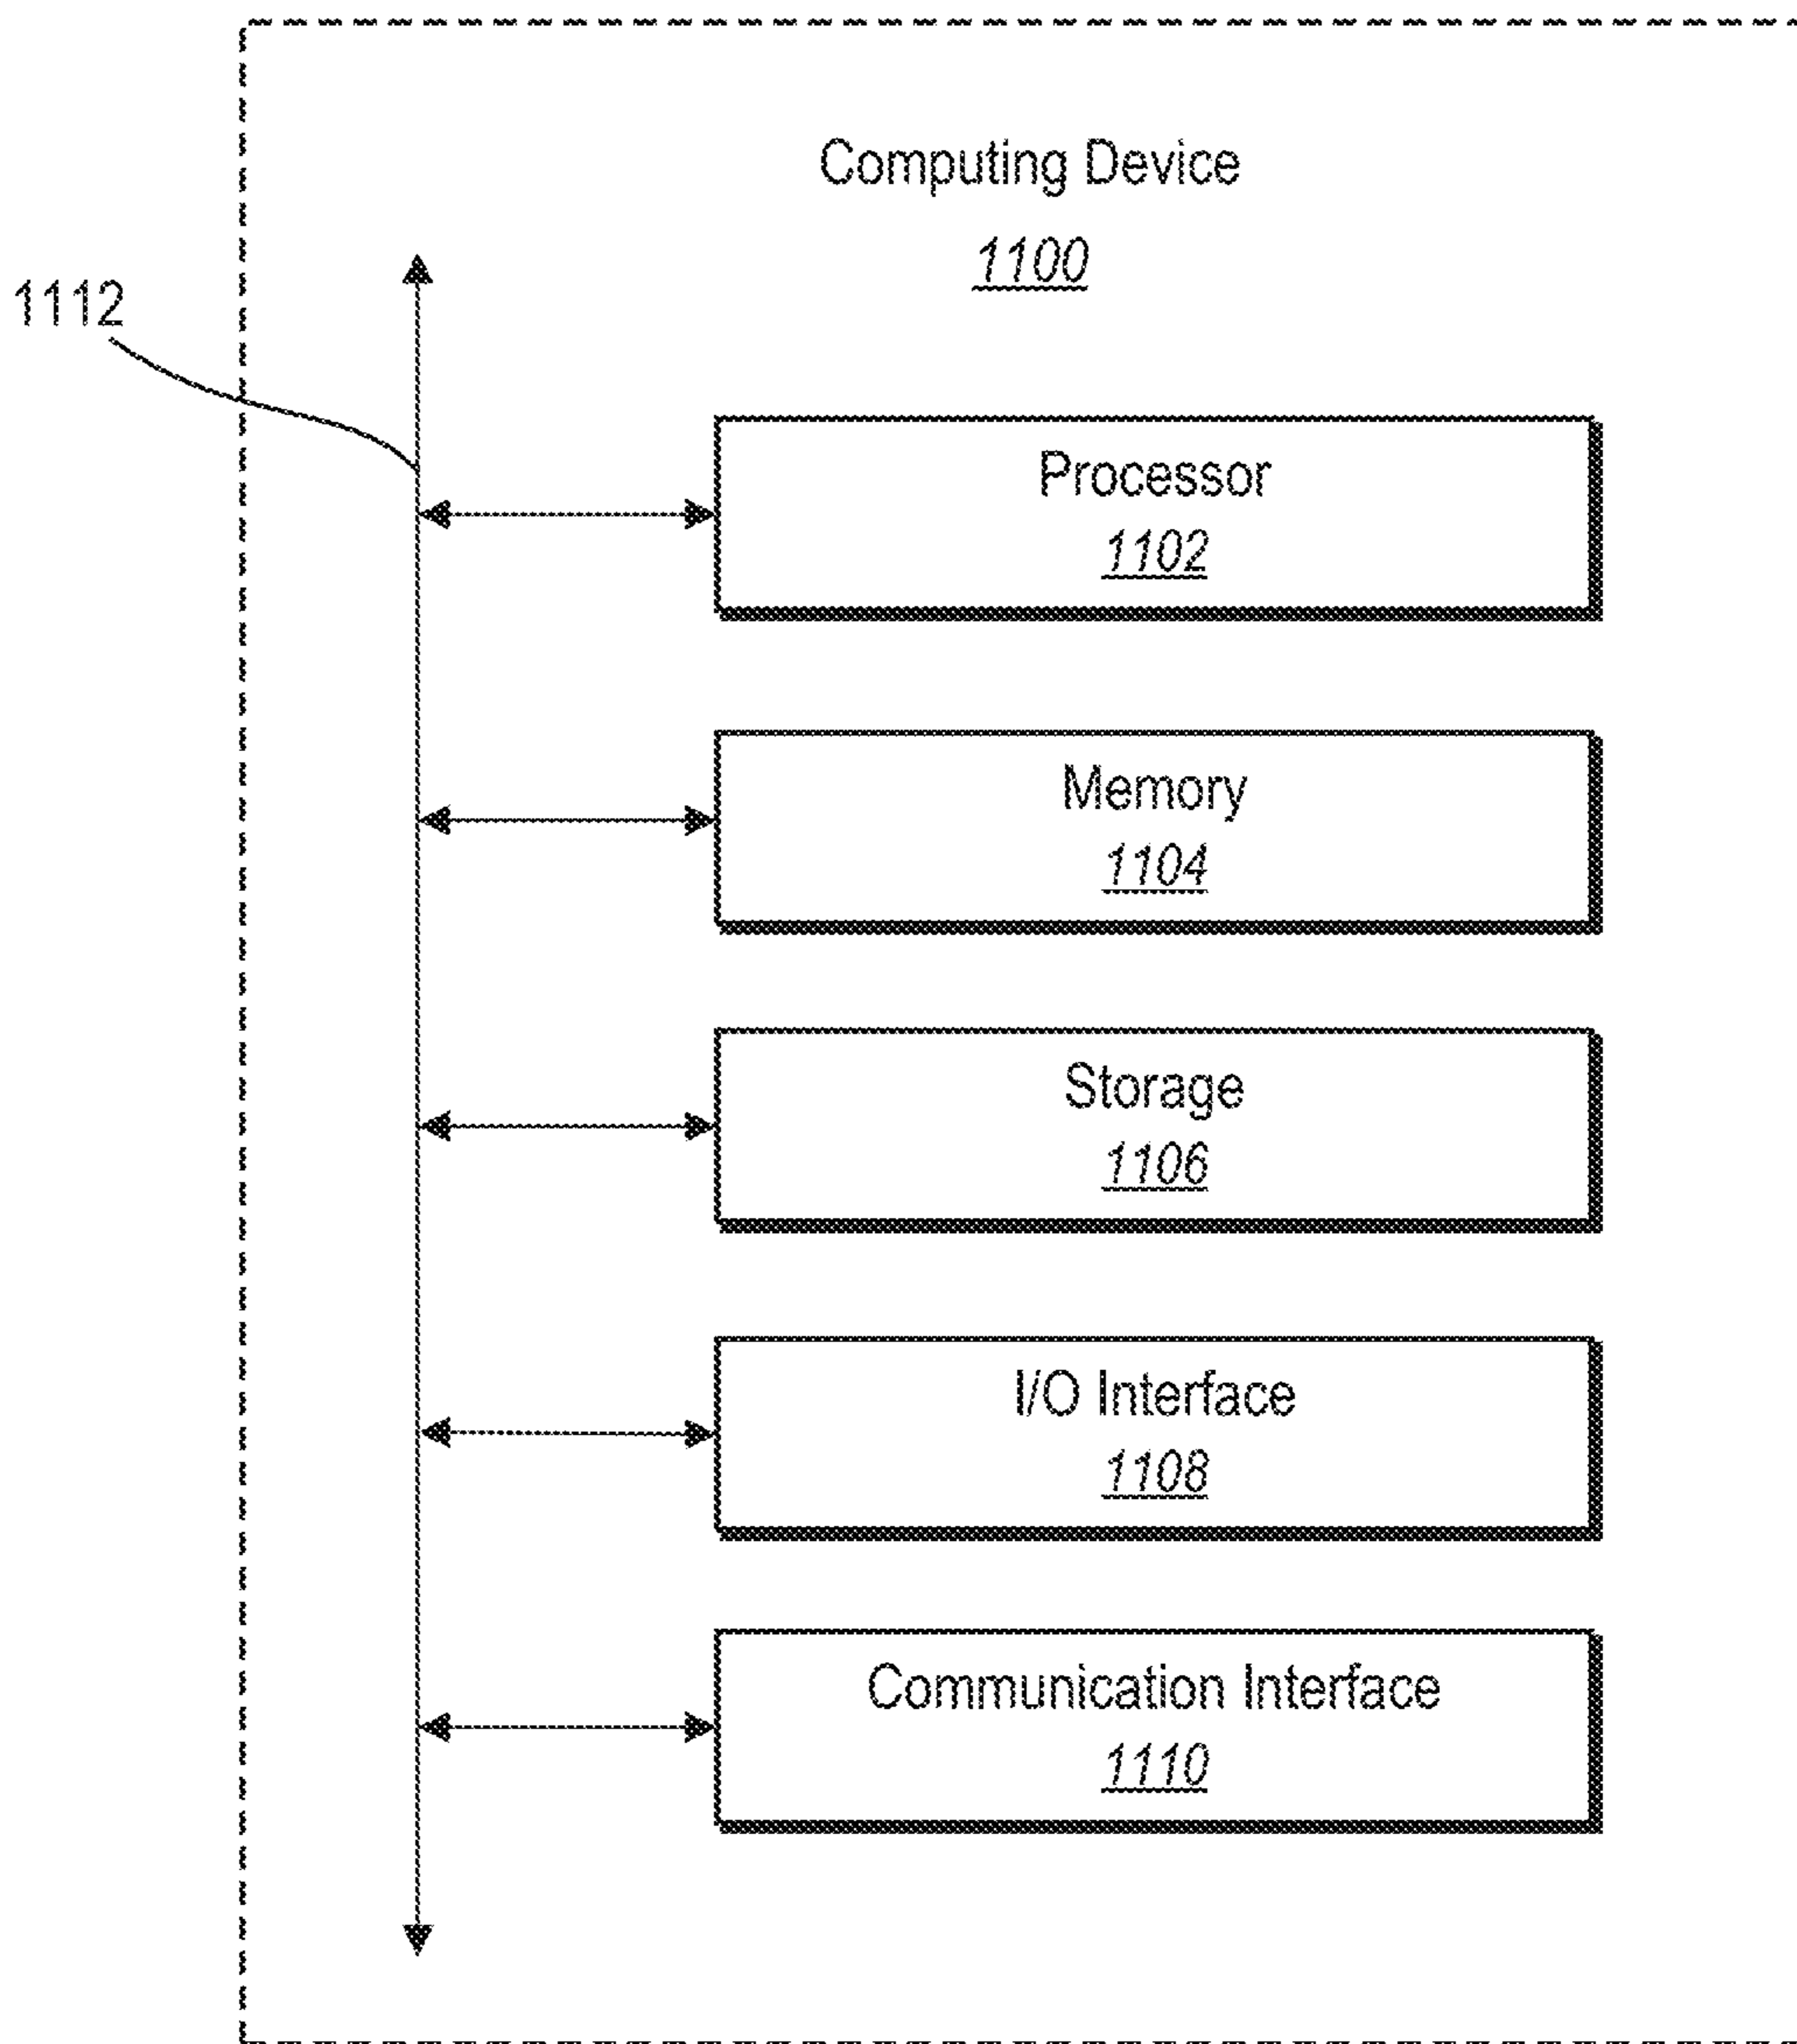 Computing Device
1100
1112
Processor
1102
Memory
1104
Storage
1106
I/O Interface
1108
Communication Interface
1110